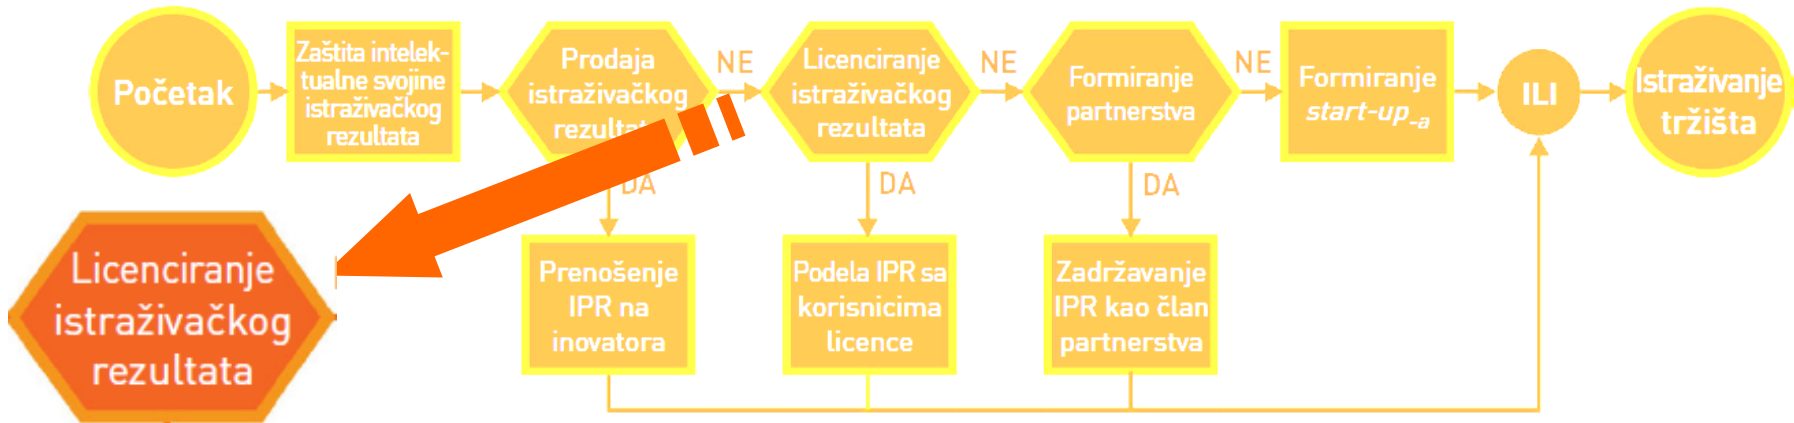 Početak
Zaštita intelek-
tualne svojine
istraživačkog
rezultata
Prodaja
istraživačkog
rezultata
NE
Licenciranje
istraživačkog
rezultata
NE
Formiranje
partnerstva
NE
Formiranje
start-up-a
ILI
Istraživanje
tržišta
DA
DA
DA
Licenciranje
istraživačkog
rezultata
Prenošenje
IPR na
inovatora
Podela IPR sa
korisnicima
licence
Zadržavanje
IPR kao član
partnerstva